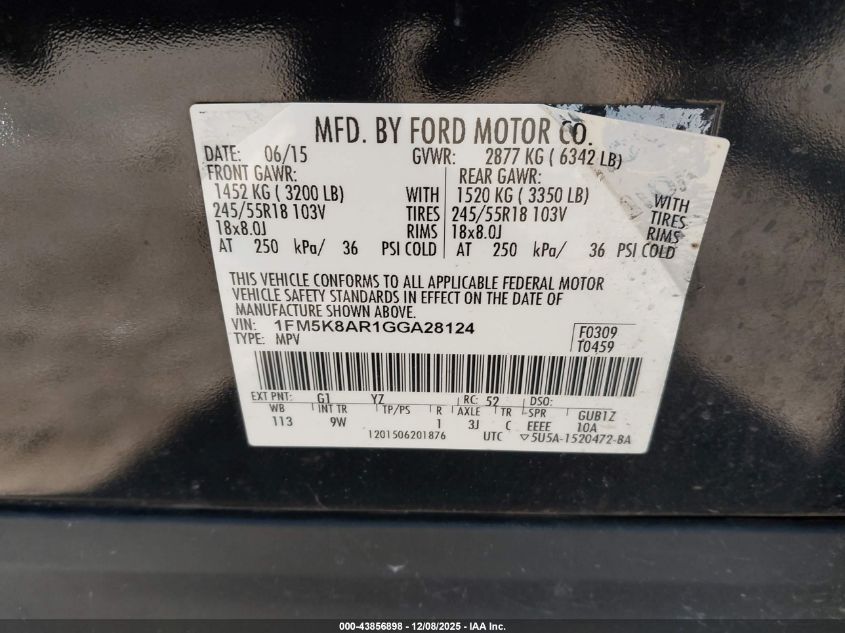 MFD. BY FORD MOTOR CO.
DATE: 06/15 GVWR: 2877 KG ( 6342 LB)
FRONT GAWR: REAR GAWR:
1452 KG ( 3200 LB) WITH 1520 KG ( 3350 LB) WITH
245/55R18 103V TIRES 245/55R18 103V TIRES
18x8.0J RIMS 18x8.0J RIMS
AT 250 kPa/ 36 PSI COLD AT 250 kPa/ 36 PSI COLD
THIS VEHICLE CONFORMS TO ALL APPLICABLE FEDERAL MOTOR
VEHICLE SAFETY STANDARDS IN EFFECT ON THE DATE OF
MANUFACTURE SHOWN ABOVE.
VIN: 1FM5K8AR1GGA28124 F0309
TYPE: MPV T0459
EXT PNT: G1 YZ RC: 52 DSO:
WB INT TR TP/PS R AXLE TR SPR GUB1Z
113 9W 1 3J C EEEE 10A
1201506201876 UTC ▽5U5A-1520472-BA
000-43856898 - 12/08/2025 - IAA Inc.